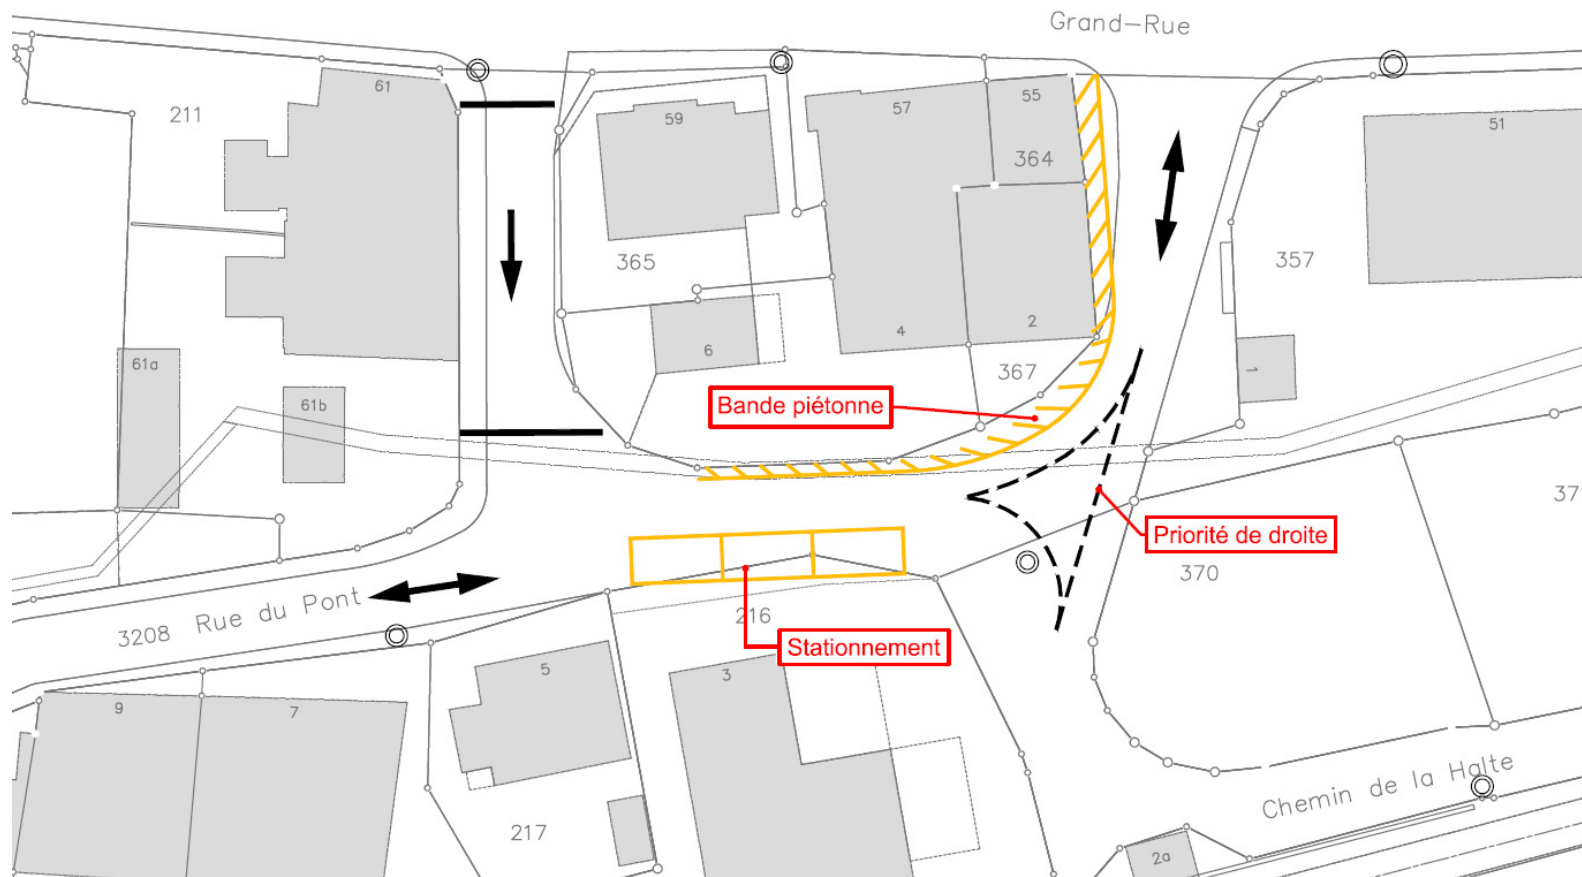 Grand-Rue
61
211
59
57
55
51
364
365
357
6
4
2
61a
61b
367
1
Bande piétonne
371
Priorité de droite
370
3208 Rue du Pont
216
Stationnement
5
3
9
7
217
Chemin de la Halte
2a